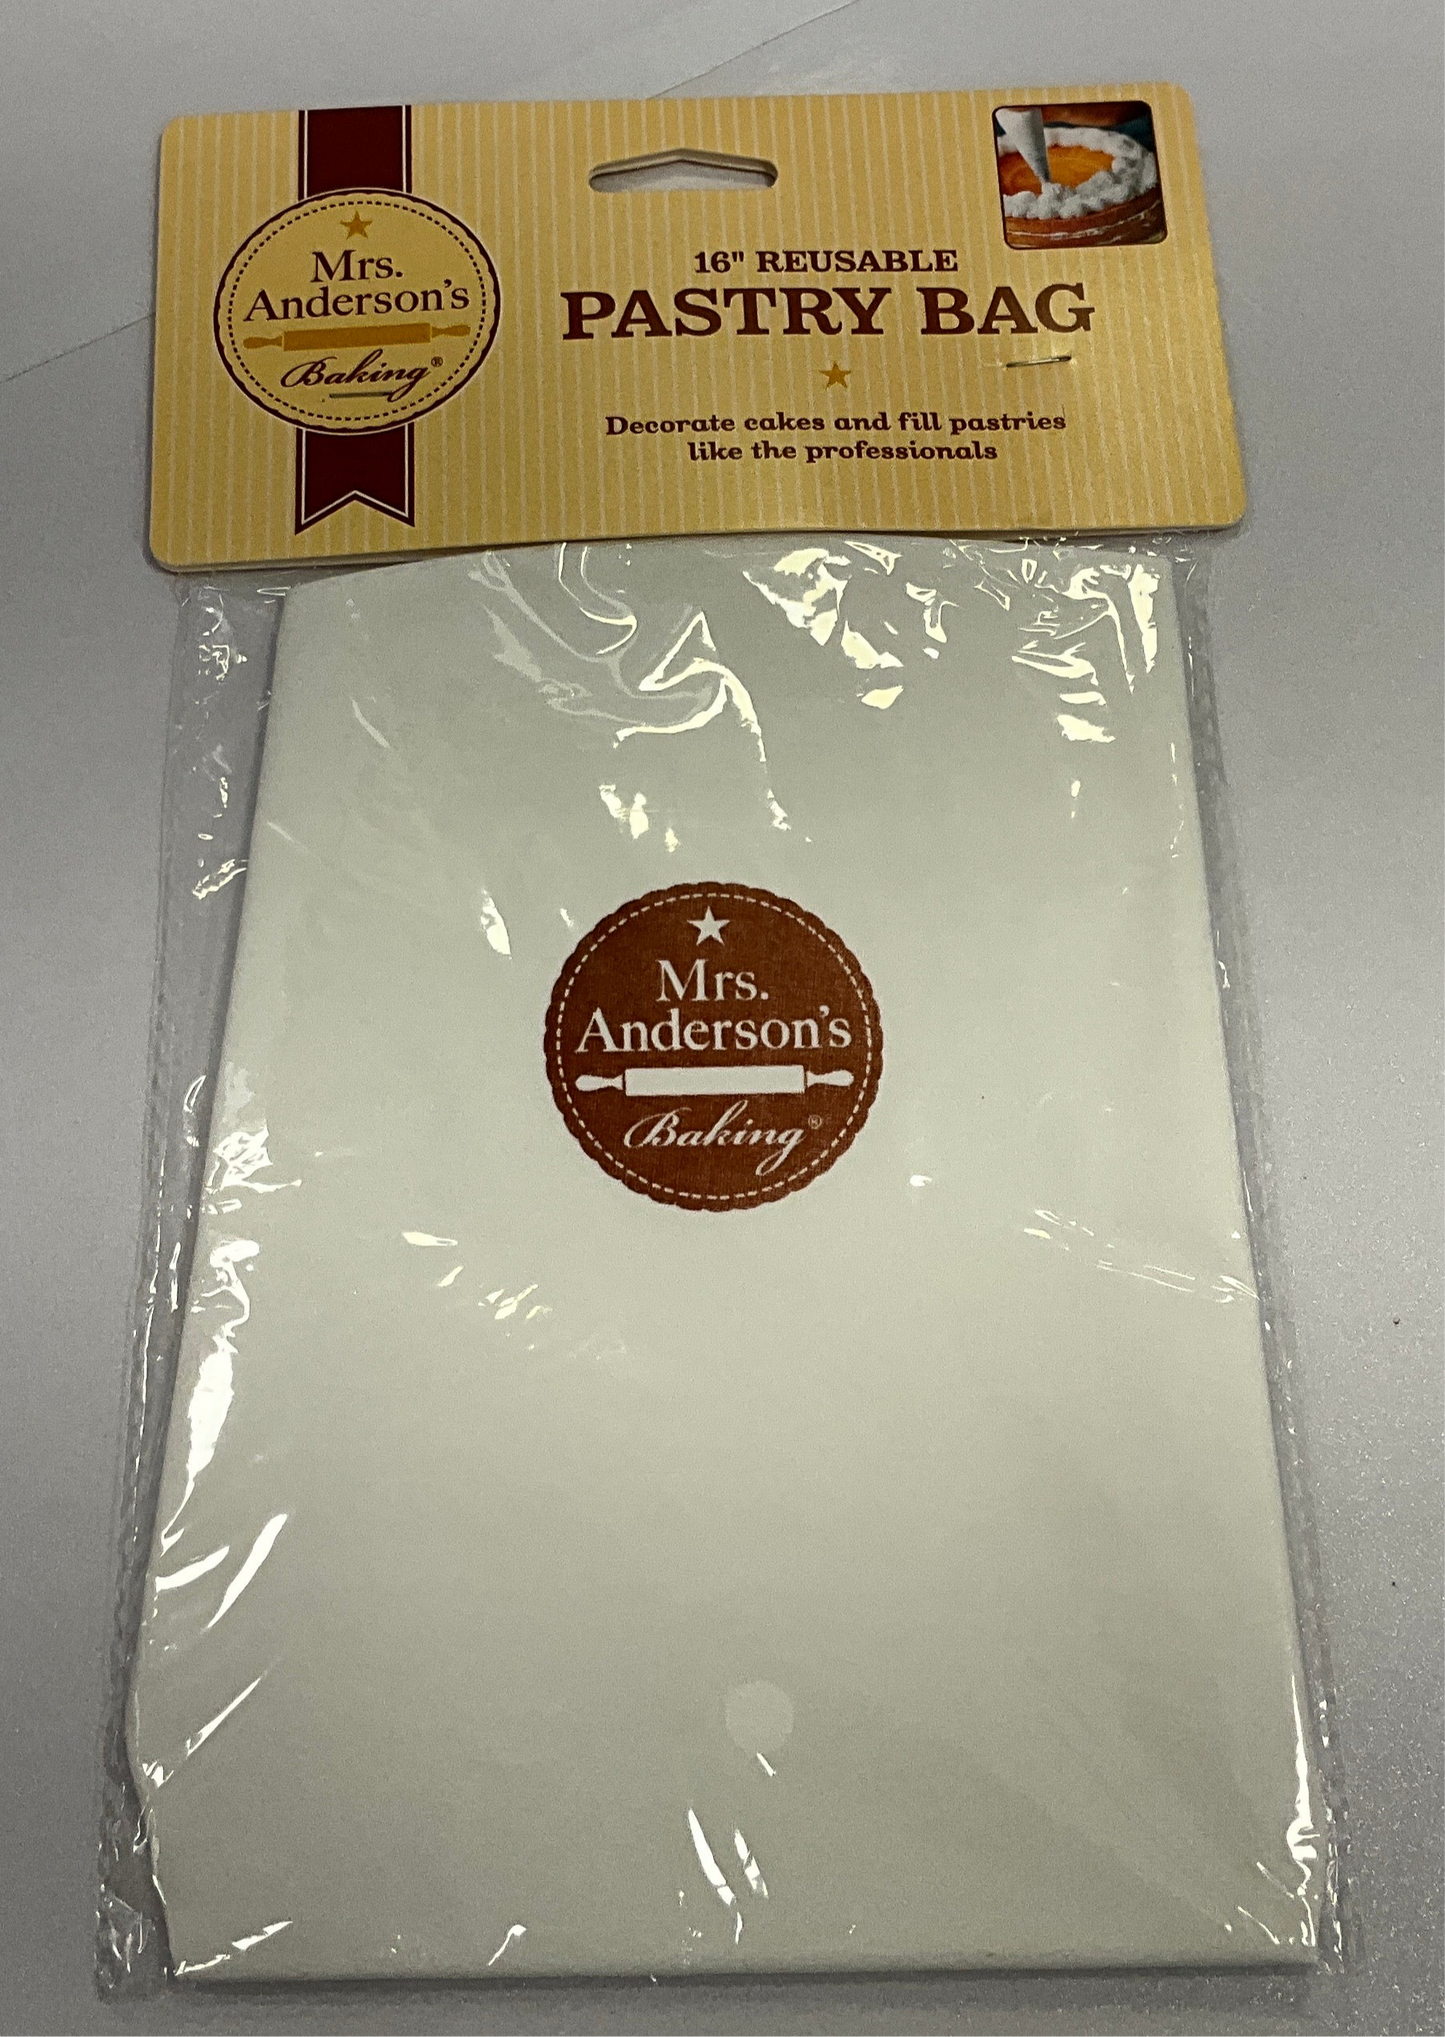 Mrs.
Anderson's
Baking®
16" REUSABLE
PASTRY BAG
Decorate cakes and fill pastries
like the professionals
Mrs.
Anderson's
Baking®